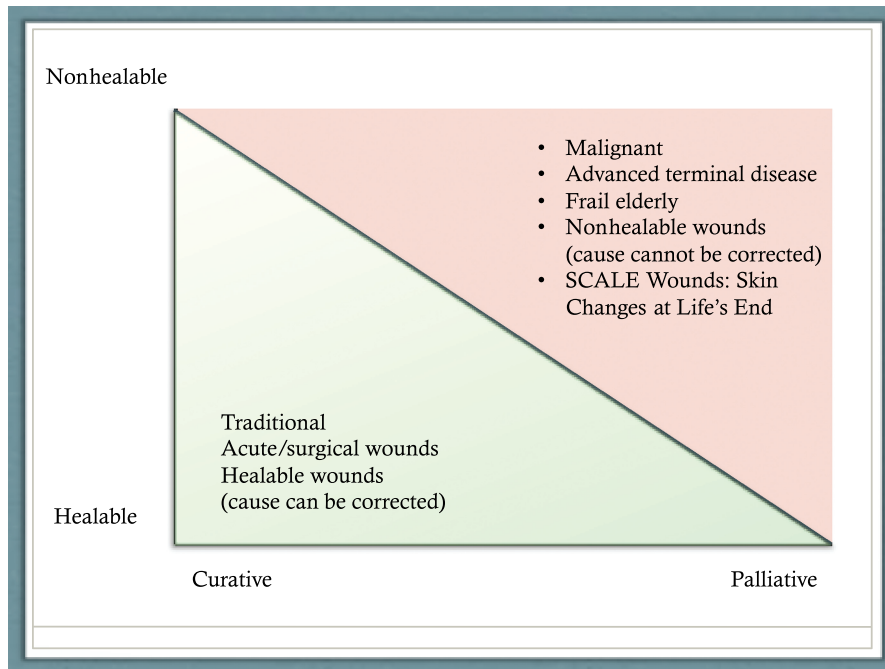 Nonhealable
• Malignant
• Advanced terminal disease
• Frail elderly
• Nonhealable wounds
(cause cannot be corrected)
• SCALE Wounds: Skin
Changes at Life’s End
Traditional
Acute/surgical wounds
Healable wounds
(cause can be corrected)
Healable
Curative
Palliative